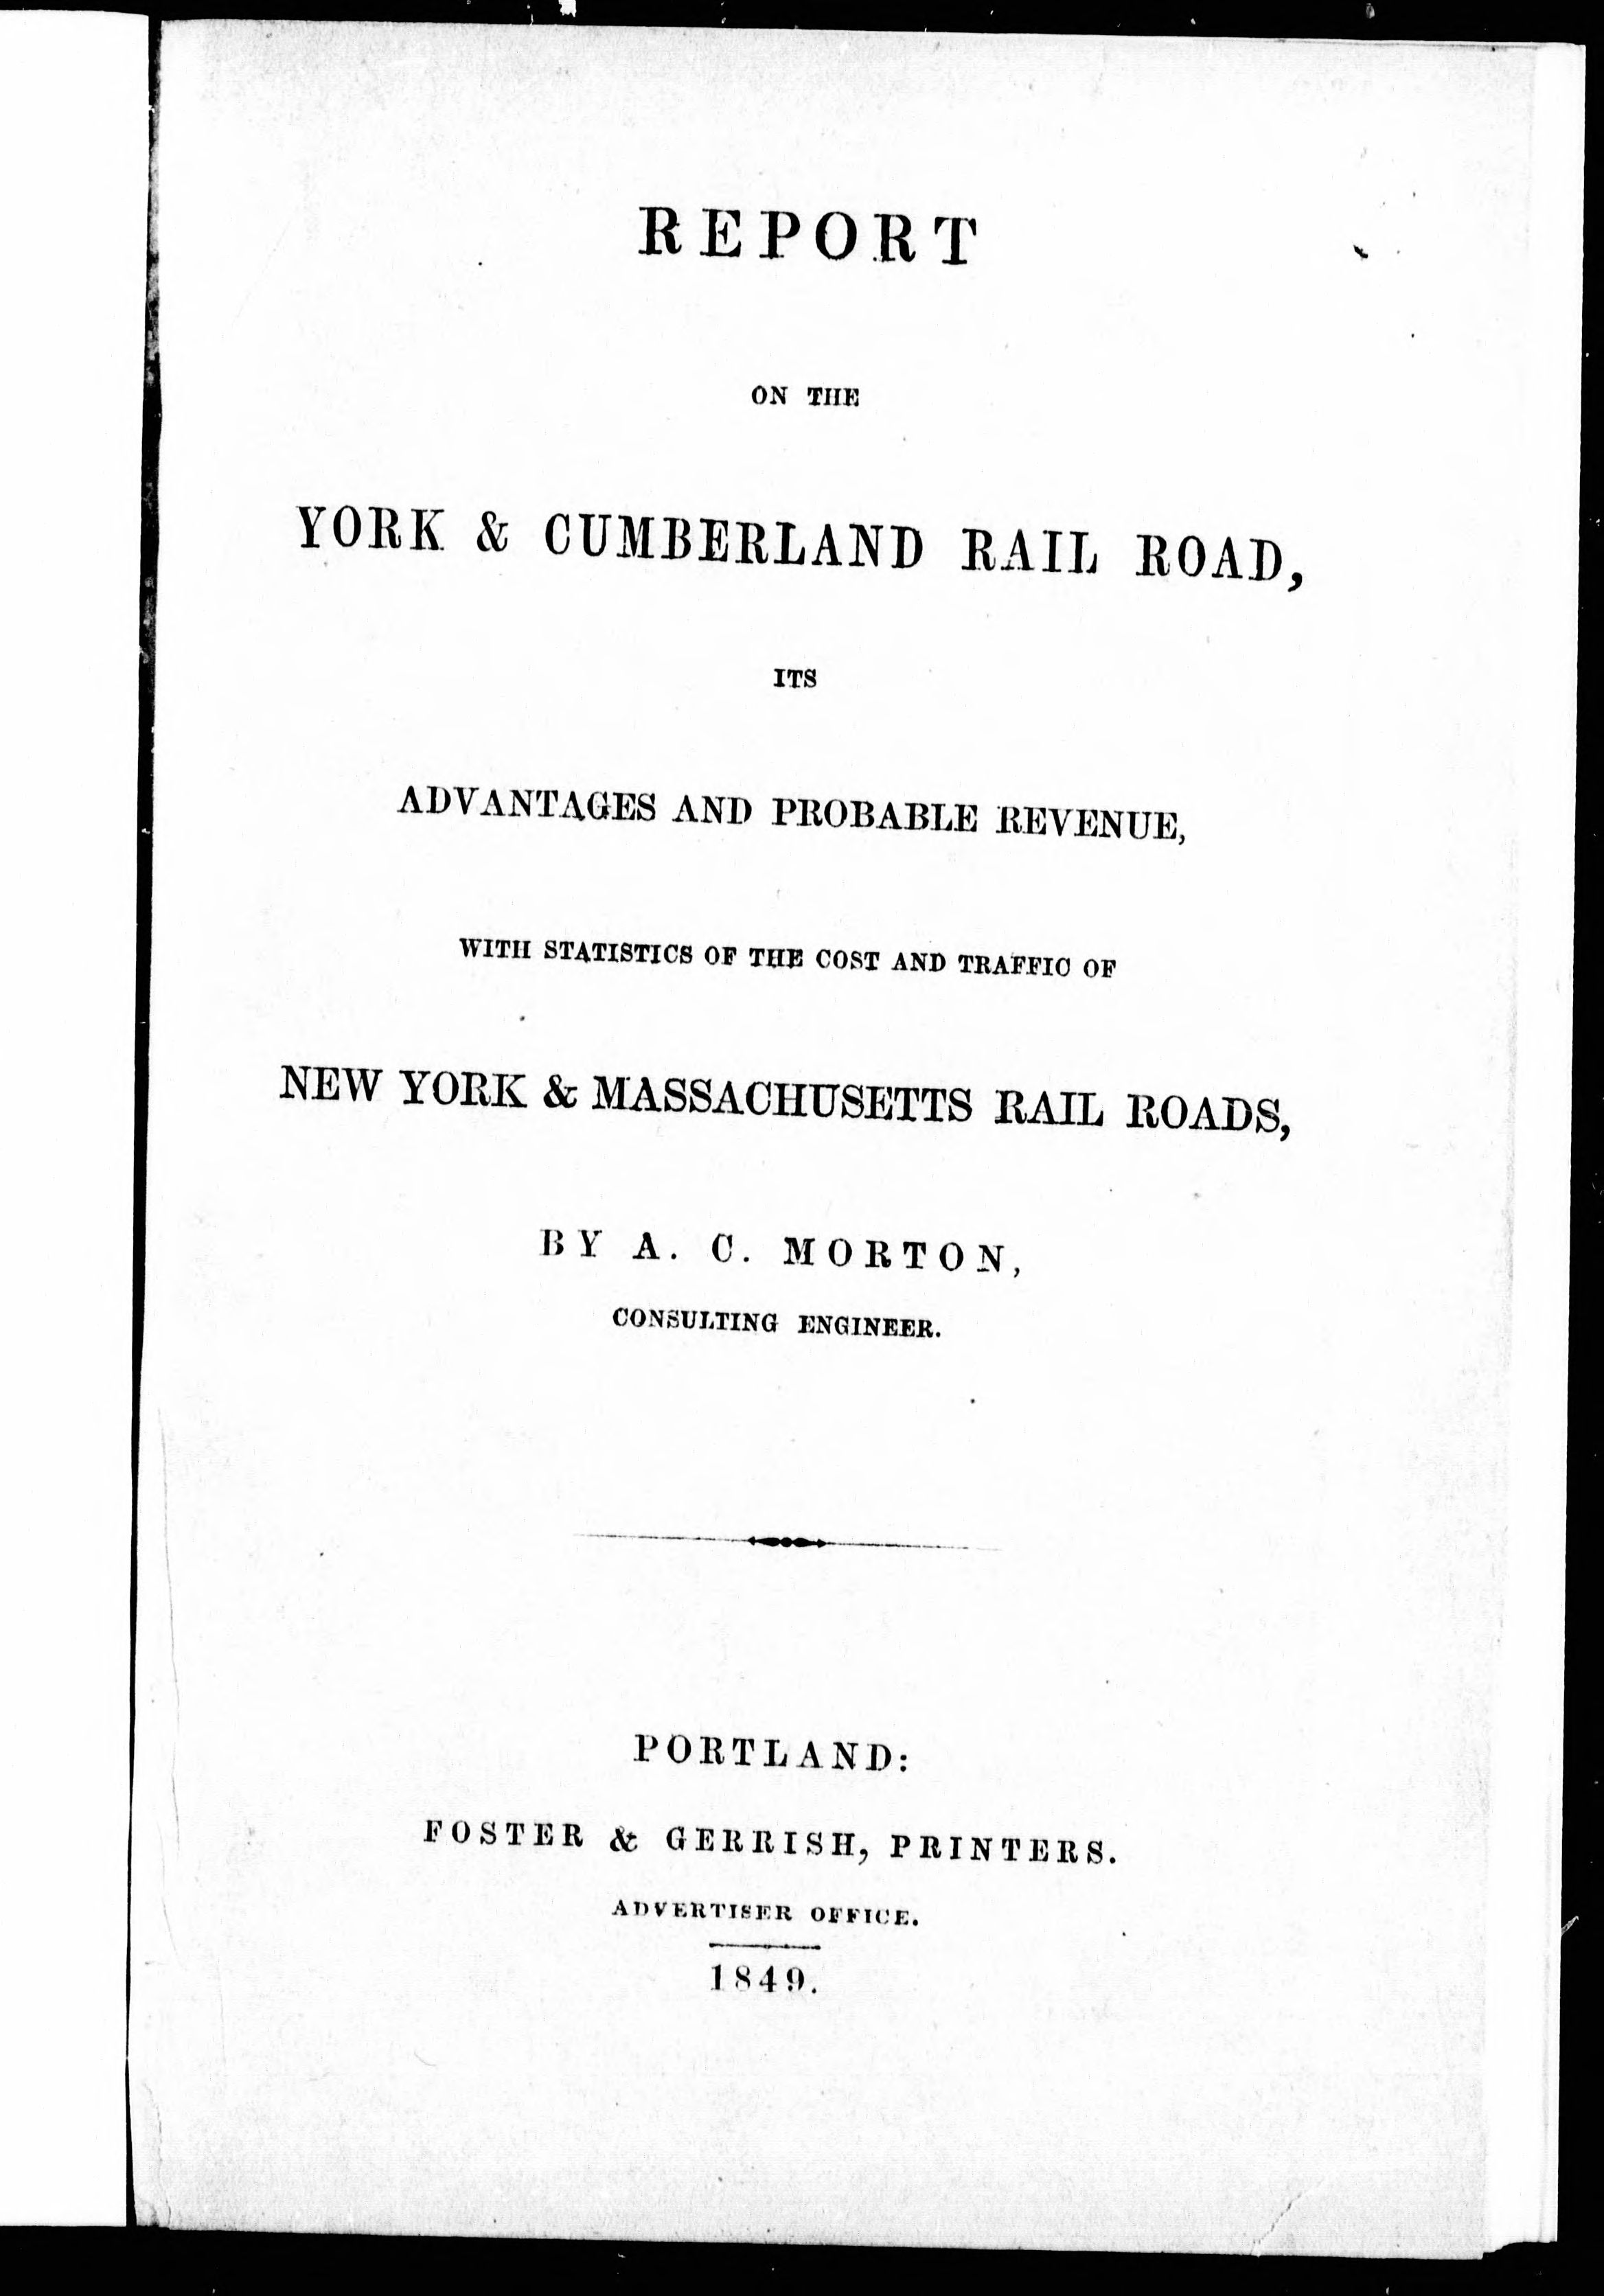 REPORT
ON THE
YORK & CUMBERLAND RAIL ROAD,
ITS
ADVANTAGES AND PROBABLE REVENUE,
WITH STATISTICS OF THE COST AND TRAFFIC OF
NEW YORK & MASSACHUSETTS RAIL ROADS,
BY A. C. MORTON,
CONSULTING ENGINEER.
PORTLAND:
FOSTER & GERRISH, PRINTERS.
ADVERTISER OFFICE.
1849.